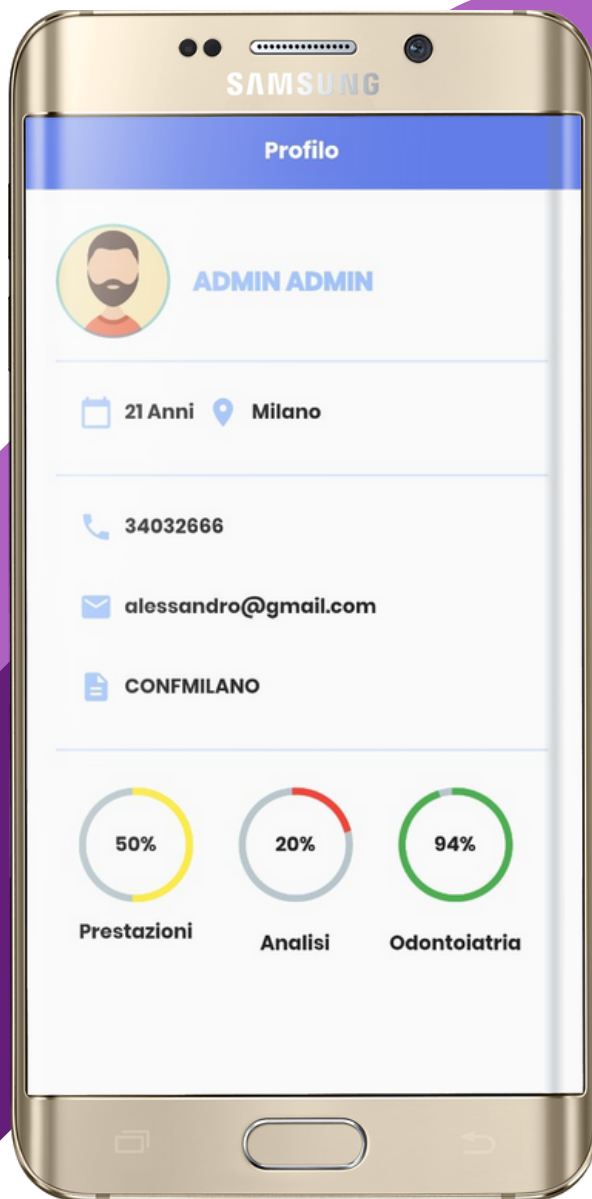 SAMSUNG
Profilo
ADMIN ADMIN
21 Anni Milano
34032666
alessandro@gmail.com
CONFMILANO
50% 20% 94%
Prestazioni Analisi Odontoiatria